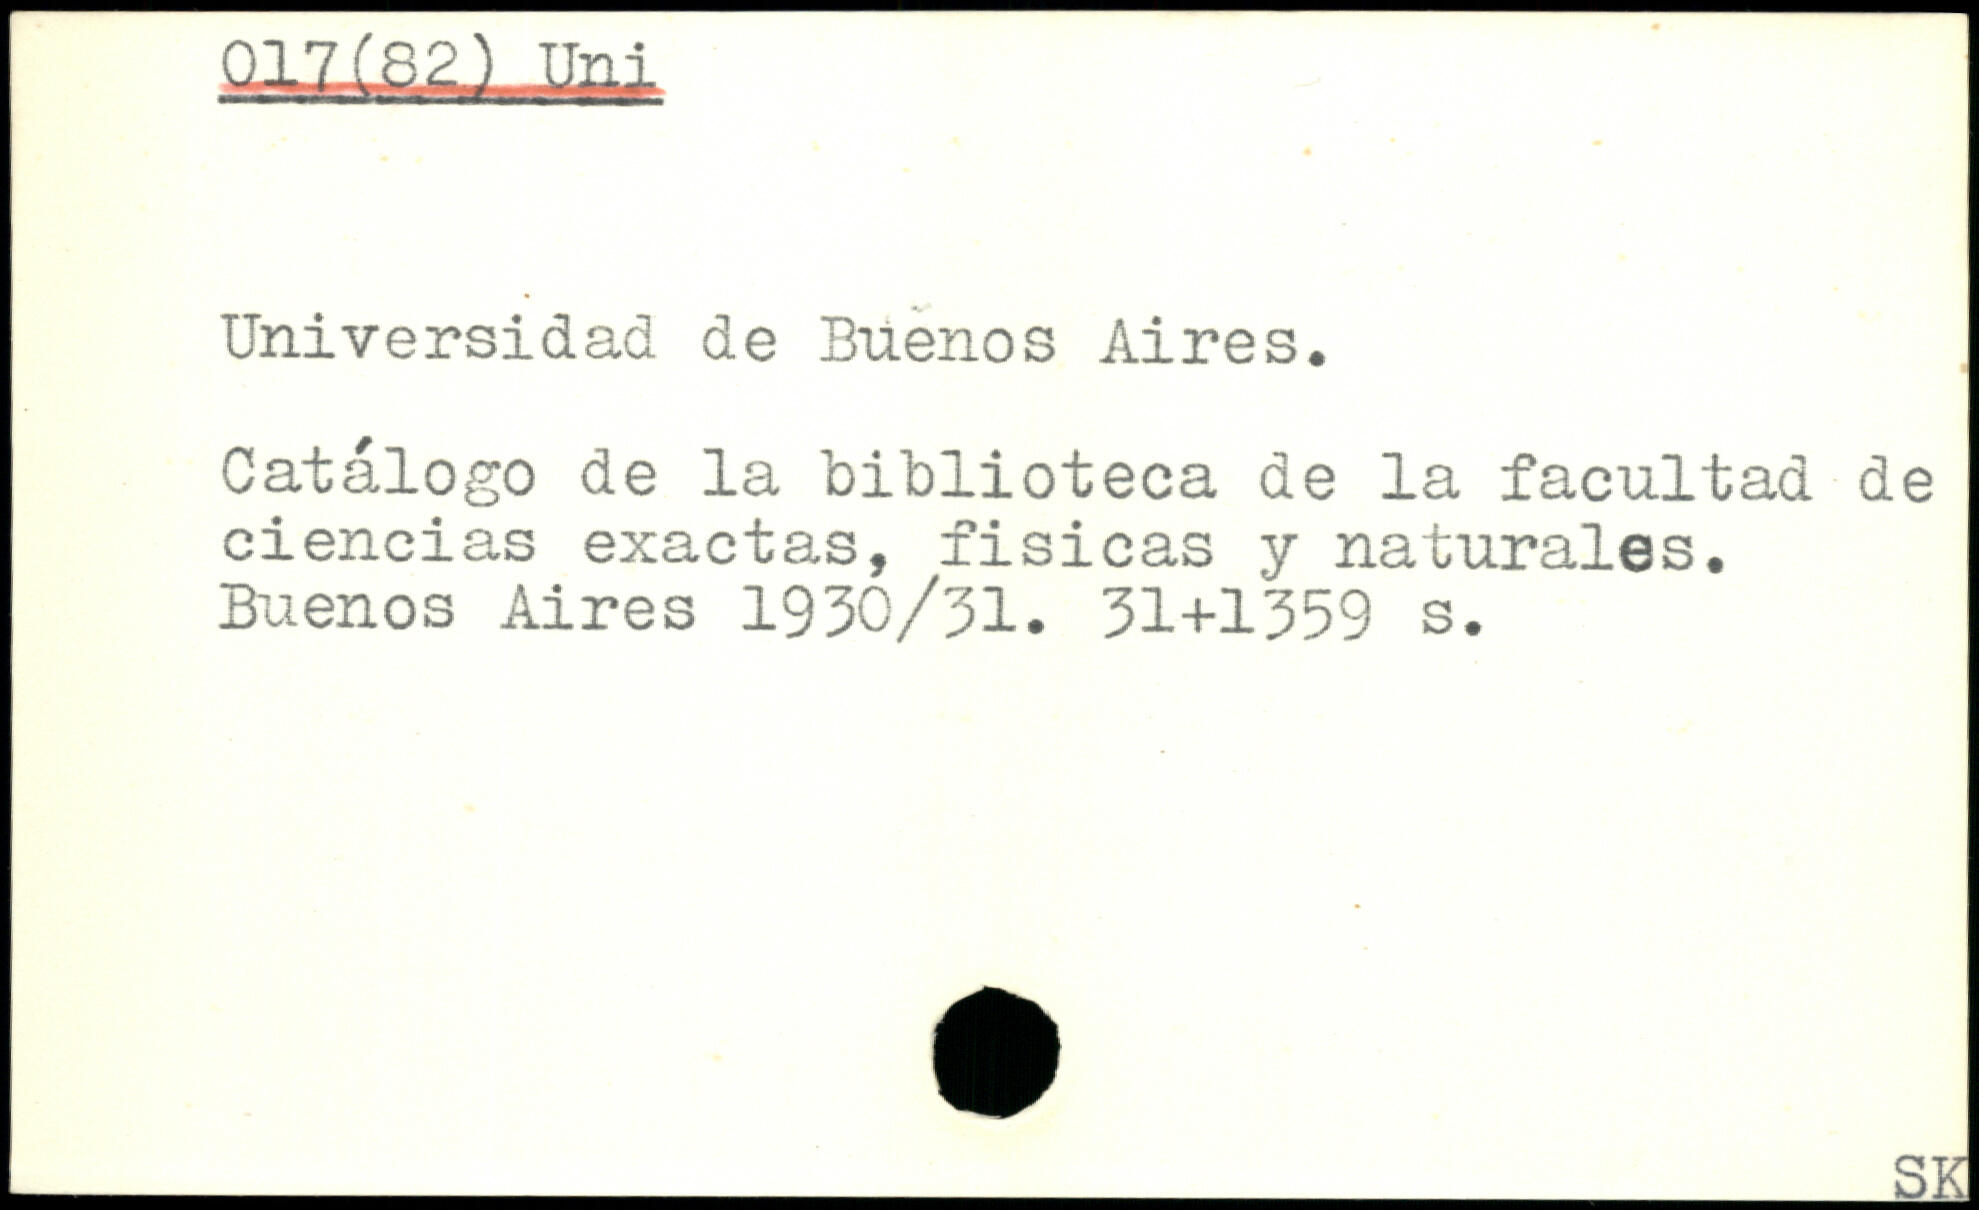 017(82) Uni
Universidad de Buenos Aires.
Catálogo de la biblioteca de la facultad de
ciencias exactas, fisicas y naturales.
Buenos Aires 1930/31. 31+1359 s.
SK